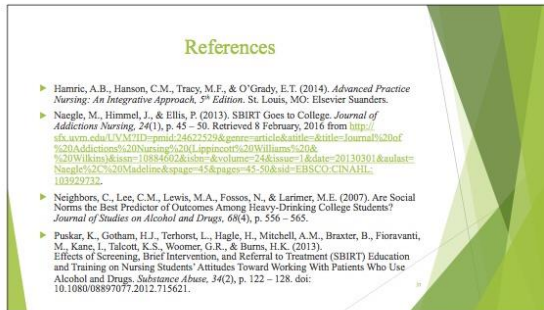 References
Hamric, A.B., Hanson, C.M., Tracy, M.F., & O'Grady, E.T. (2014). Advanced Practice
Nursing: An Integrative Approach, 5th Edition. St. Louis, MO: Elsevier Suanders.
Naegle, M., Himmel, J., & Ellis, P. (2013). SBIRT Goes to College. Journal of
Addictions Nursing, 24(1), p. 45 – 50. Retrieved 8 February, 2016 from http://
sfx.uvm.edu/UVM?ID=pmid:24622529&genre=article&atitle=&title=Journal%20of
%20Addictions%20Nursing%20(Lippincott%20Williams%20&
%20Wilkins)&issn=10884602&isbn=&volume=24&issue=1&date=20130301&aulast=
Naegle%2C%20Madeline&spage=45&pages=45-50&sid=EBSCO:CINAHL:
103929732.
Neighbors, C., Lee, C.M., Lewis, M.A., Fossos, N., & Larimer, M.E. (2007). Are Social
Norms the Best Predictor of Outcomes Among Heavy-Drinking College Students?
Journal of Studies on Alcohol and Drugs, 68(4), p. 556 – 565.
Puskar, K., Gotham, H.J., Terhorst, L., Hagle, H., Mitchell, A.M., Braxter, B., Fioravanti,
M., Kane, I., Talcott, K.S., Woomer, G.R., & Burns, H.K. (2013).
Effects of Screening, Brief Intervention, and Referral to Treatment (SBIRT) Education
and Training on Nursing Students' Attitudes Toward Working With Patients Who Use
Alcohol and Drugs. Substance Abuse, 34(2), p. 122 – 128. doi:
10.1080/08897077.2012.715621.